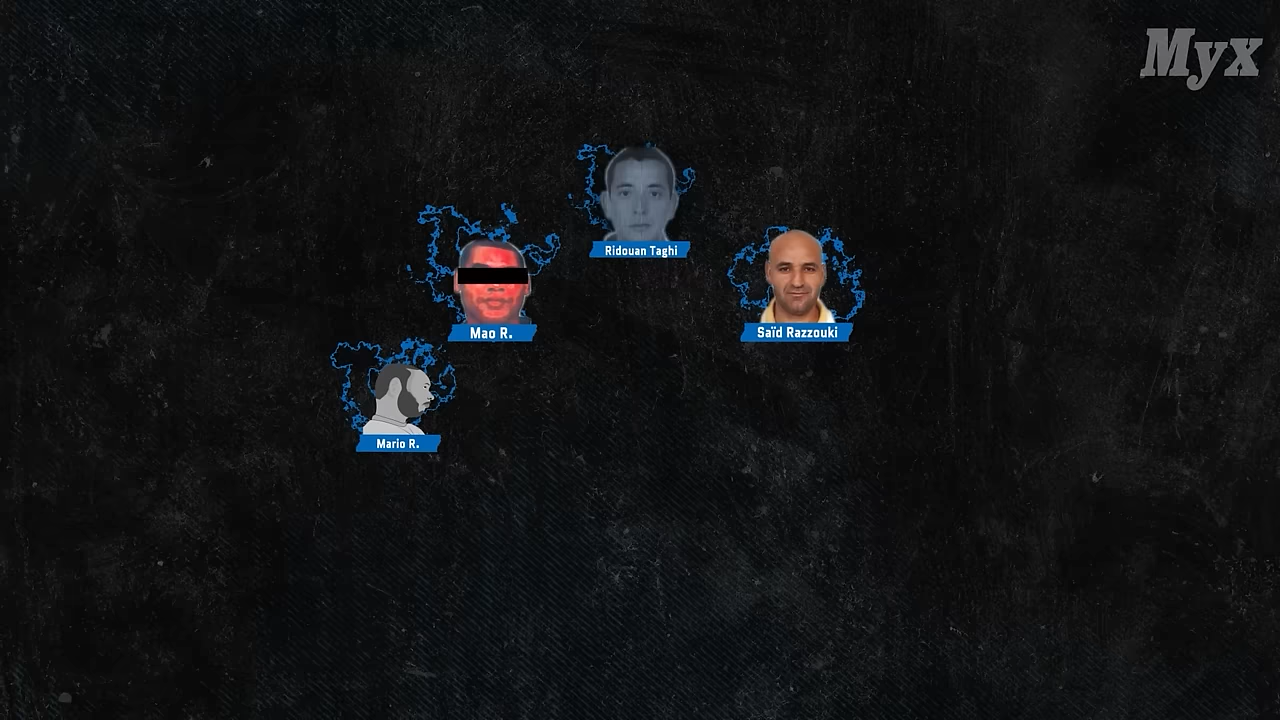 Myx
Ridouan Taghi
Mao R.
Saïd Razzouki
Mario R.